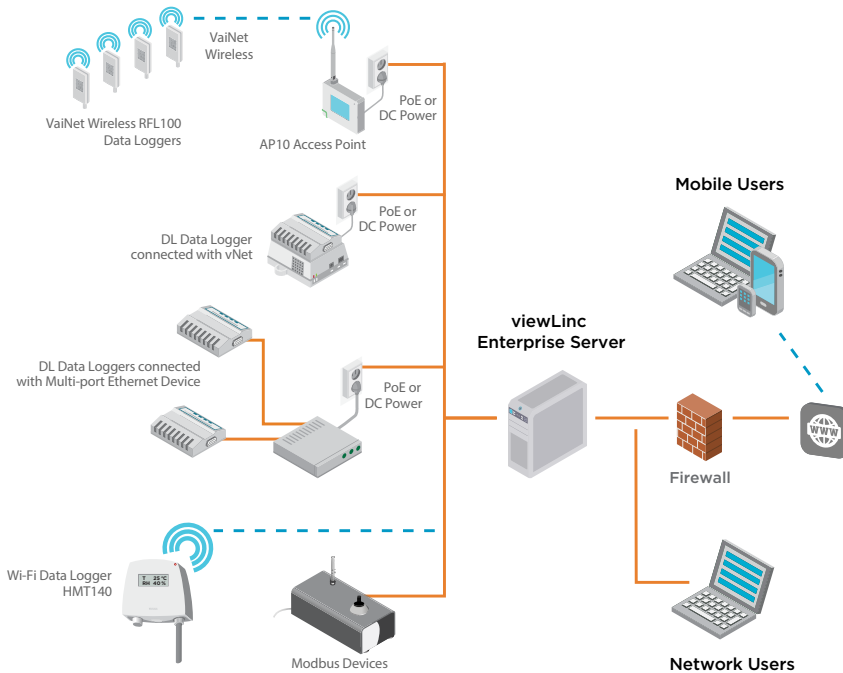 VaiNet
Wireless
VaiNet Wireless RFL100
Data Loggers
AP10 Access Point
PoE or
DC Power
DL Data Logger
connected with vNet
PoE or
DC Power
Mobile Users
viewLinc
Enterprise Server
DL Data Loggers connected
with Multi-port Ethernet Device
PoE or
DC Power
WWW
Firewall
Wi-Fi Data Logger
HMT140
T 25 °C
RH 40 %
Modbus Devices
Network Users